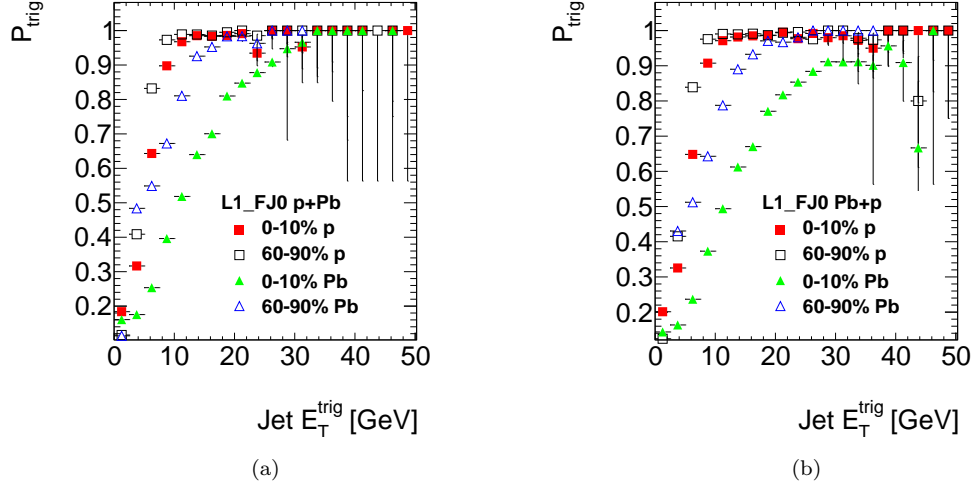 P_trig
1
0.9
0.8
0.7
0.6
0.5
0.4
0.3
0.2
L1_FJ0 p+Pb
0-10% p
60-90% p
0-10% Pb
60-90% Pb
0 10 20 30 40 50
Jet E_T^trig [GeV]
(a)
P_trig
1
0.9
0.8
0.7
0.6
0.5
0.4
0.3
0.2
L1_FJ0 Pb+p
0-10% p
60-90% p
0-10% Pb
60-90% Pb
0 10 20 30 40 50
Jet E_T^trig [GeV]
(b)